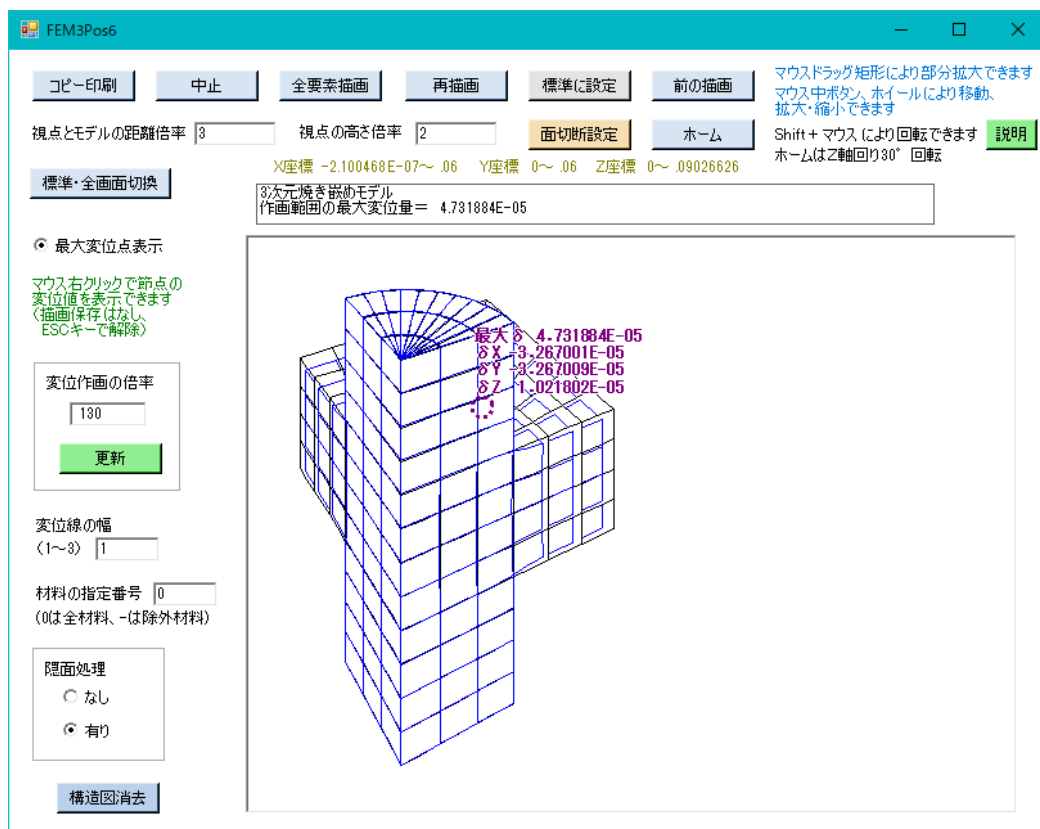 FEM3Pos6
コピー印刷 中止 全要素描画 再描画 標準に設定 前の描画
マウスドラッグ矩形により部分拡大できます
マウス中ボタン、ホイールにより移動、
拡大・縮小できます
視点とモデルの距離倍率 3 視点の高さ倍率 2 面切断設定 ホーム
Shift+マウスにより回転できます 説明
ホームはZ軸回り30°回転
X座標 -2.100468E-07～ .06 Y座標 0～ .06 Z座標 0～ .09026626
標準・全画面切換
3次元焼き嵌めモデル
作画範囲の最大変位量＝ 4.731884E-05
最大変位点表示
マウス右クリックで節点の
変位値を表示できます
(描画保存はなし、
ESCキーで解除)
最大δ 4.731884E-05
δX -3.267001E-05
δY -3.267009E-05
δZ 1.021802E-05
変位作画の倍率
130
更新
変位線の幅
(1～3) 1
材料の指定番号 0
(0は全材料、-は除外材料)
隠面処理
なし
有り
構造図消去